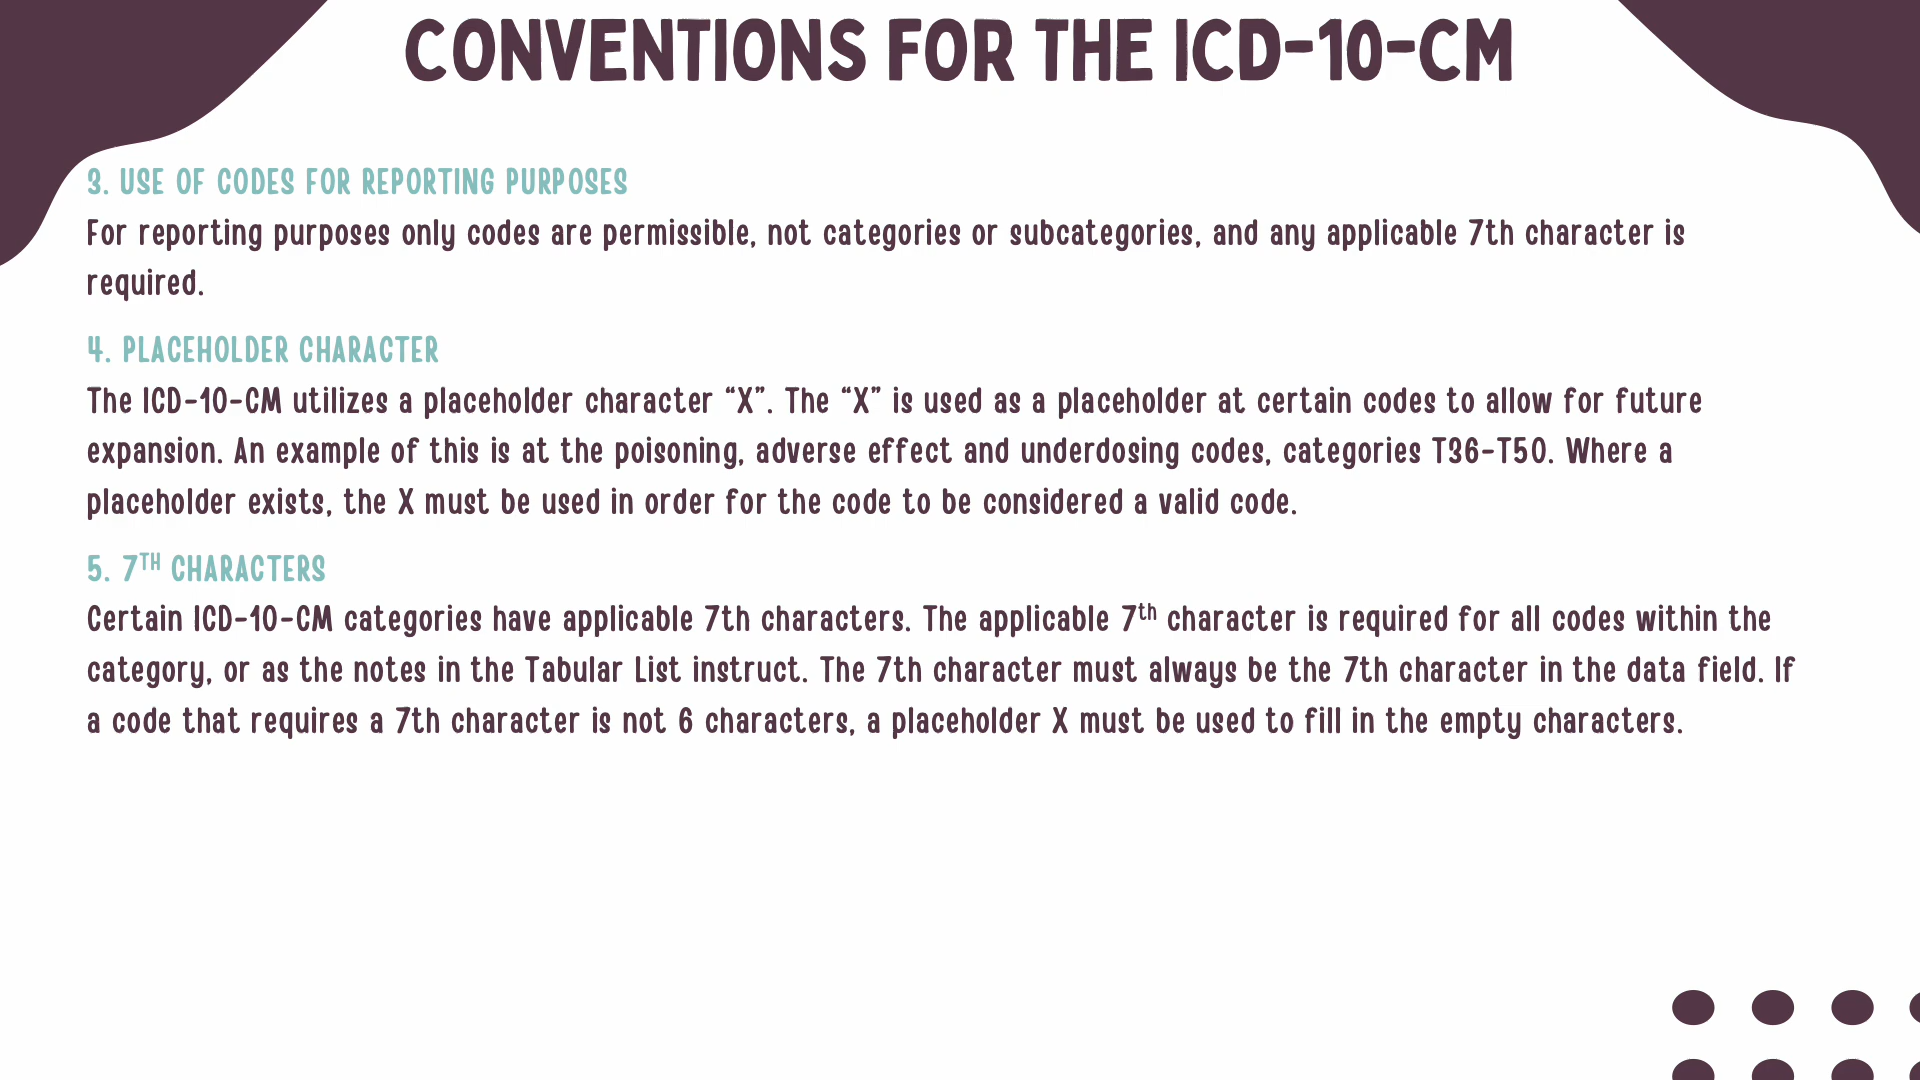 CONVENTIONS FOR THE ICD-10-CM
3. USE OF CODES FOR REPORTING PURPOSES
For reporting purposes only codes are permissible, not categories or subcategories, and any applicable 7th character is
required.
4. PLACEHOLDER CHARACTER
The ICD-10-CM utilizes a placeholder character “X”. The “X” is used as a placeholder at certain codes to allow for future
expansion. An example of this is at the poisoning, adverse effect and underdosing codes, categories T36-T50. Where a
placeholder exists, the X must be used in order for the code to be considered a valid code.
5. 7TH CHARACTERS
Certain ICD-10-CM categories have applicable 7th characters. The applicable 7th character is required for all codes within the
category, or as the notes in the Tabular List instruct. The 7th character must always be the 7th character in the data field. If
a code that requires a 7th character is not 6 characters, a placeholder X must be used to fill in the empty characters.